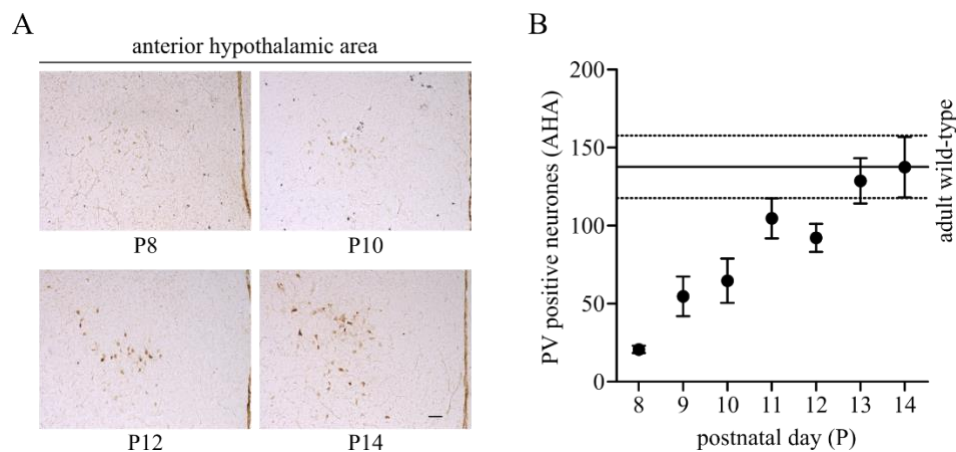 A
anterior hypothalamic area
P8
P10
P12
P14
B
PV positive neurones (AHA)
200
150
100
50
0
8 9 10 11 12 13 14
postnatal day (P)
adult wild-type